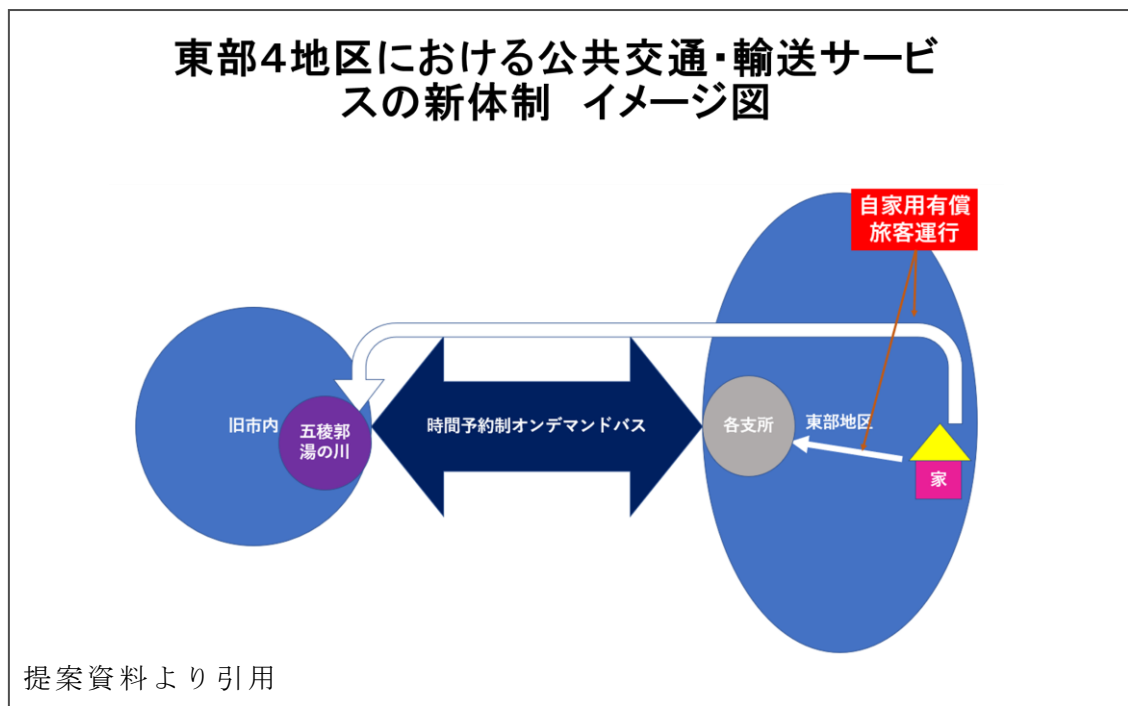 東部4地区における公共交通・輸送サービ
スの新体制　イメージ図
自家用有償
旅客運行
旧市内
五稜郭
湯の川
時間予約制オンデマンドバス
各支所
東部地区
家
提案資料より引用